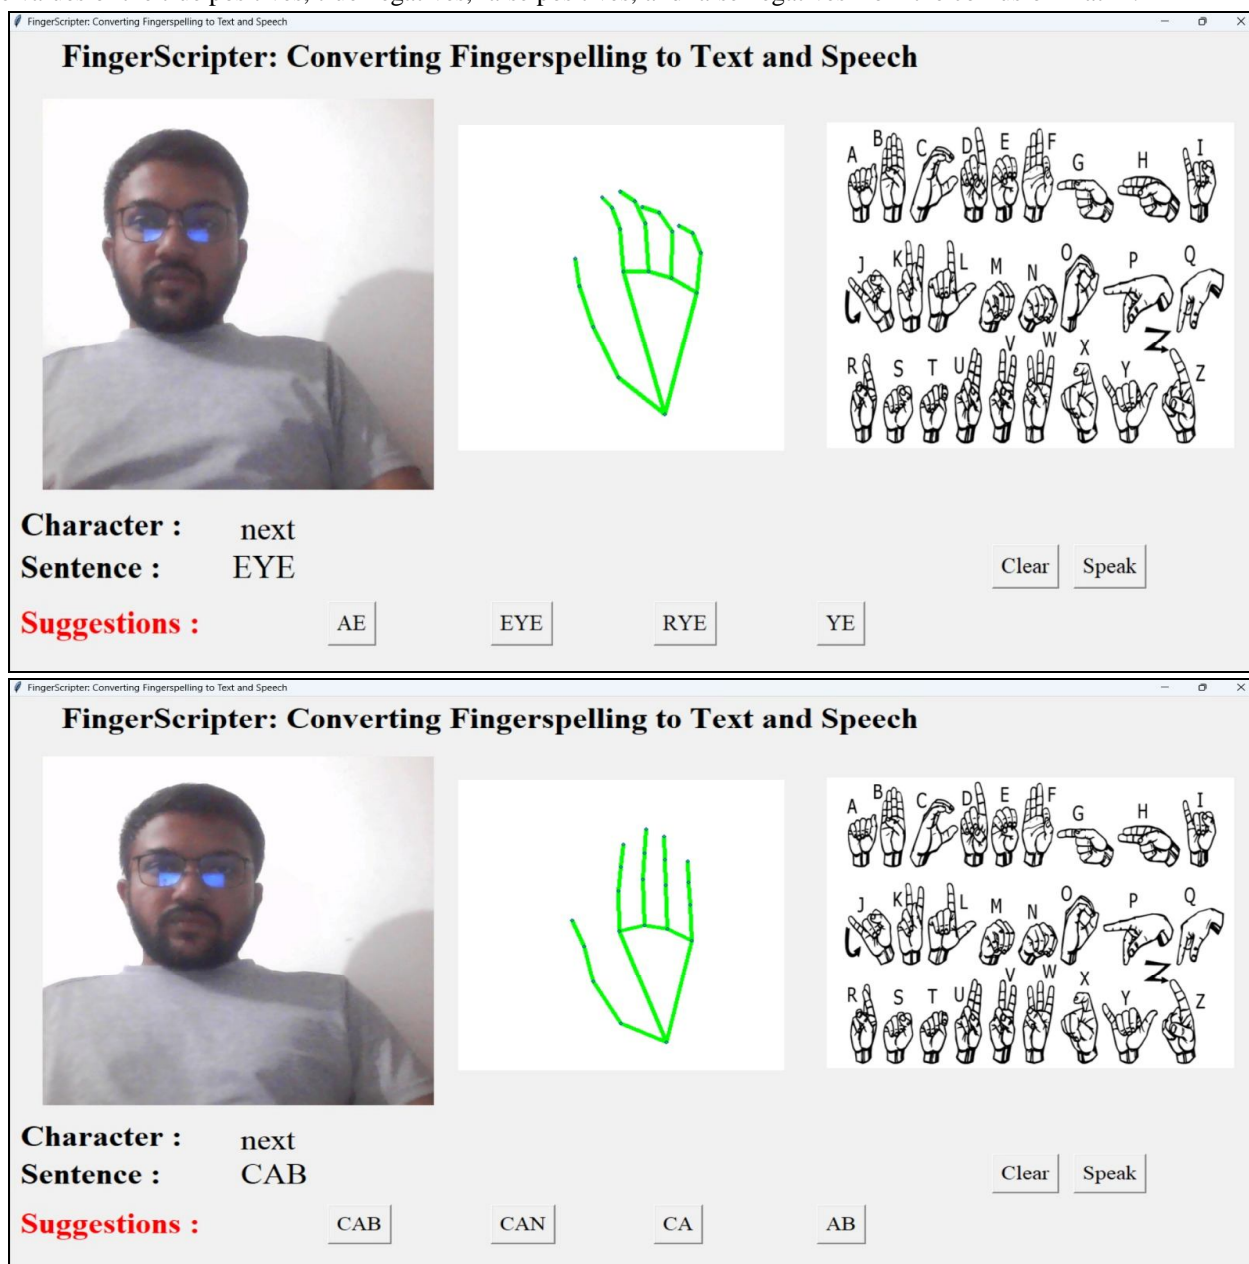 FingerScripter: Converting Fingerspelling to Text and Speech
FingerScripter: Converting Fingerspelling to Text and Speech
A B C D E F G H I
J K L M N O P Q
R S T U V W X Y Z
Character : next
Sentence : EYE
Clear Speak
Suggestions : AE EYE RYE YE
FingerScripter: Converting Fingerspelling to Text and Speech
FingerScripter: Converting Fingerspelling to Text and Speech
A B C D E F G H I
J K L M N O P Q
R S T U V W X Y Z
Character : next
Sentence : CAB
Clear Speak
Suggestions : CAB CAN CA AB